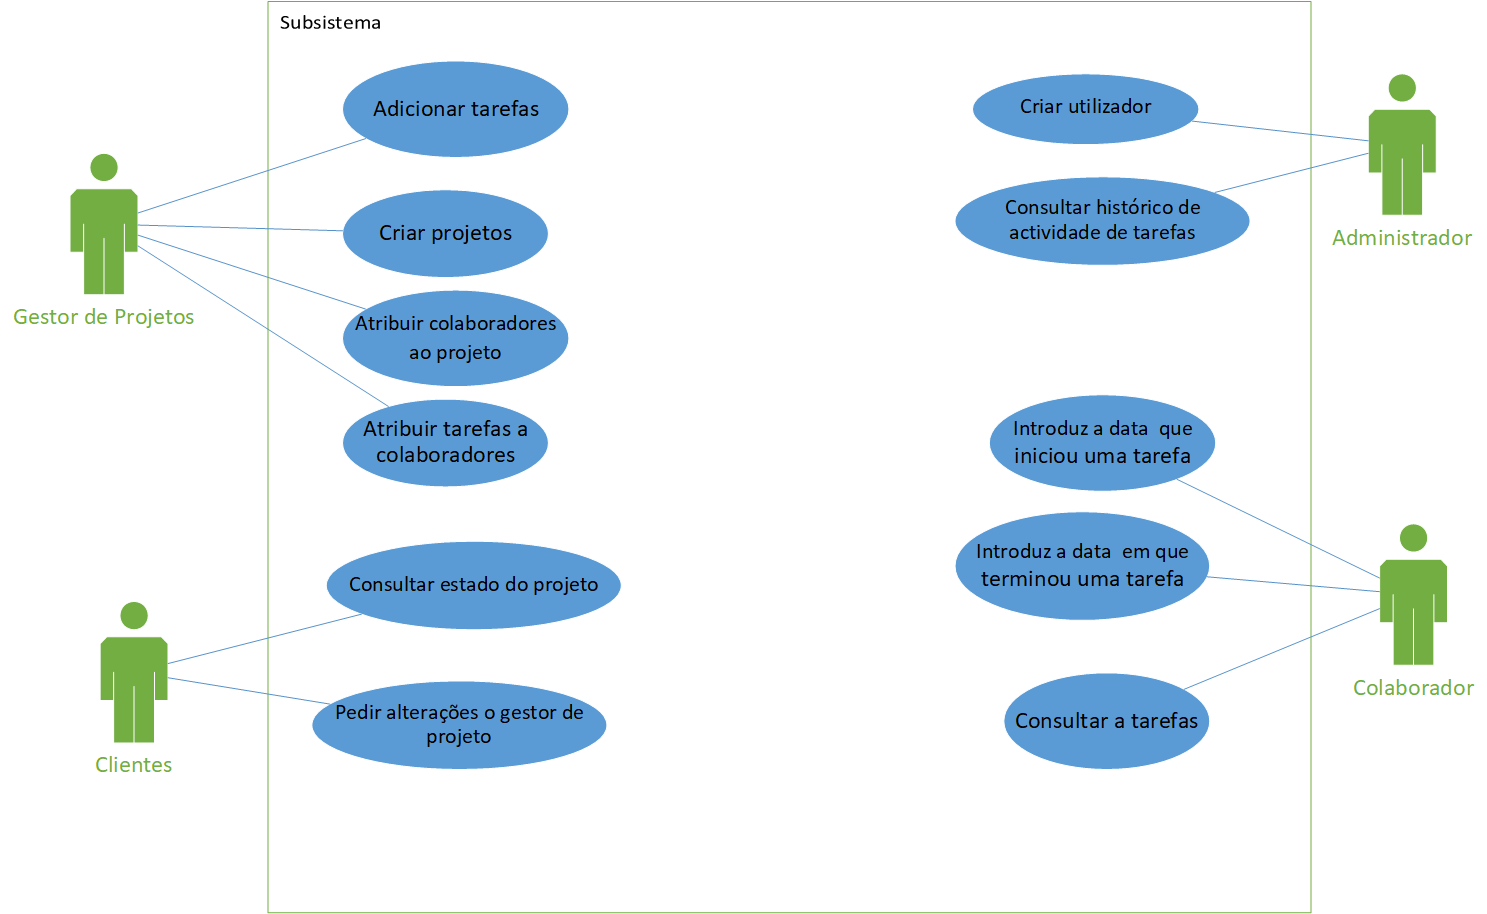 Subsistema
Adicionar tarefas
Criar projetos
Atribuir colaboradores
ao projeto
Atribuir tarefas a
colaboradores
Gestor de Projetos
Consultar estado do projeto
Pedir alterações o gestor de
projeto
Clientes
Criar utilizador
Consultar histórico de
actividade de tarefas
Administrador
Introduz a data  que
iniciou uma tarefa
Introduz a data  em que
terminou uma tarefa
Consultar a tarefas
Colaborador